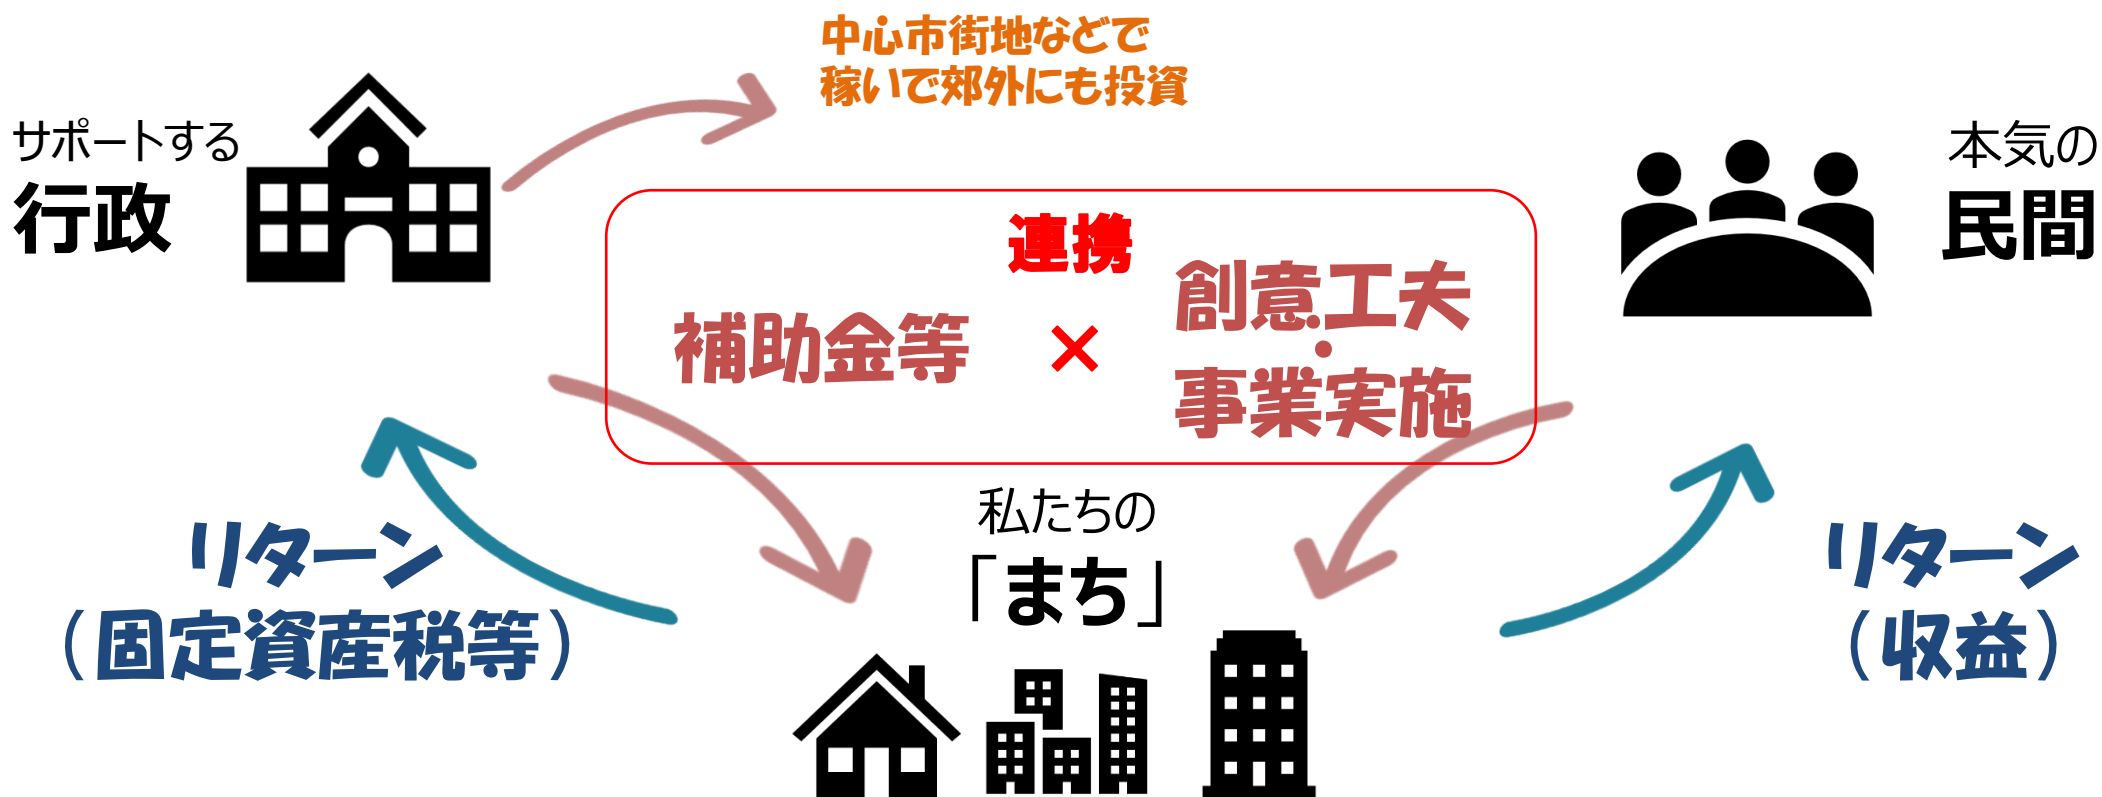 中心市街地などで
稼いで郊外にも投資
サポートする
行政
本気の
民間
連携
補助金等
×
創意工夫
・
事業実施
私たちの
「まち」
リターン
（固定資産税等）
リターン
（収益）